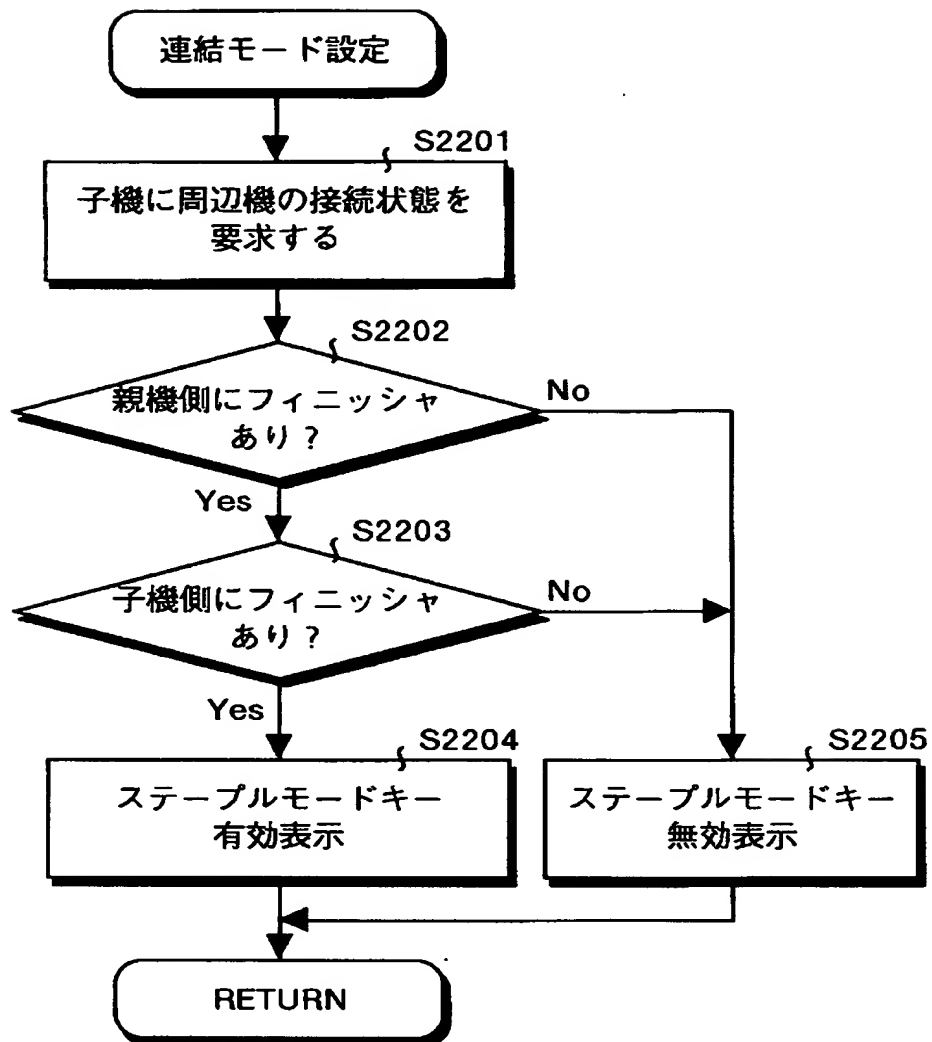 連結モード設定
S2201
子機に周辺機の接続状態を
要求する
S2202
親機側にフィニッシャ
あり？
No
Yes
S2203
子機側にフィニッシャ
あり？
No
Yes
S2204
ステープルモードキー
有効表示
S2205
ステープルモードキー
無効表示
RETURN